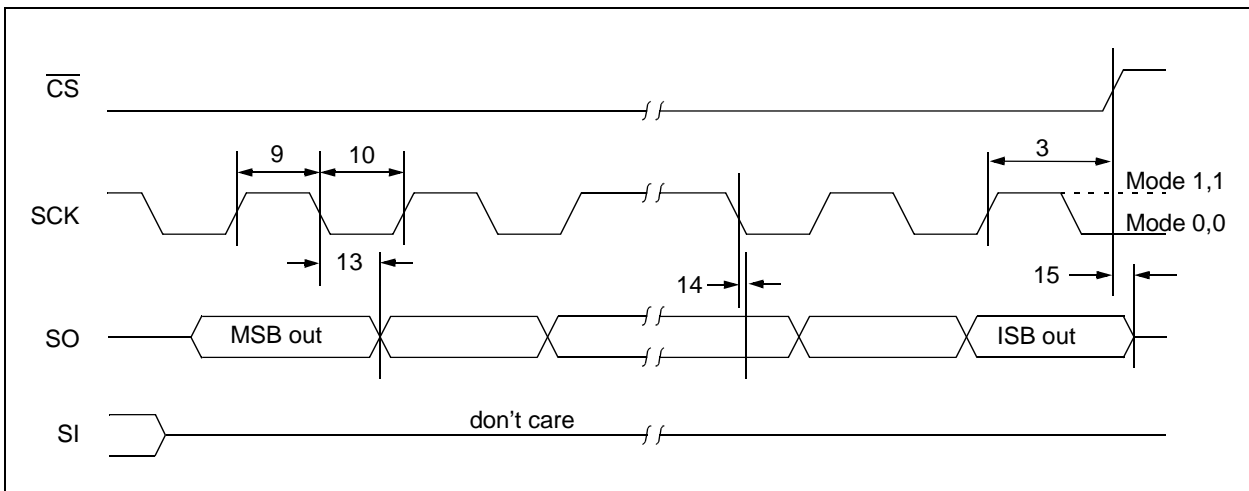 CS
9
10
3
Mode 1,1
SCK
Mode 0,0
13
14
15
SO
MSB out
ISB out
don't care
SI